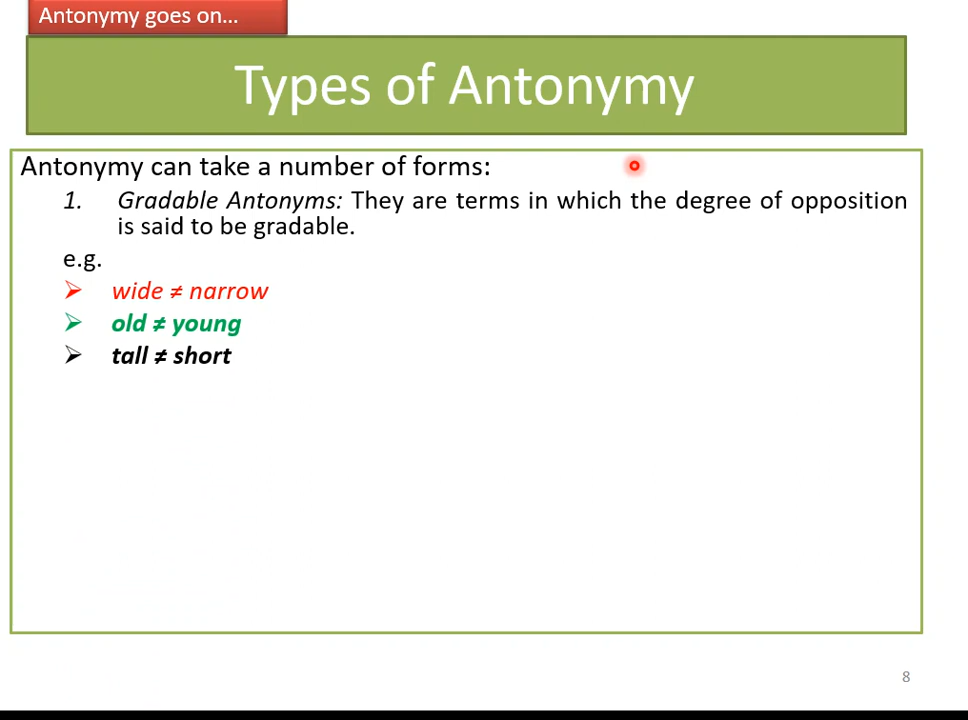 Antonymy goes on...
Types of Antonymy
Antonymy can take a number of forms:
1. Gradable Antonyms: They are terms in which the degree of opposition
is said to be gradable.
e.g.
➢ wide ≠ narrow
➢ old ≠ young
➢ tall ≠ short
8